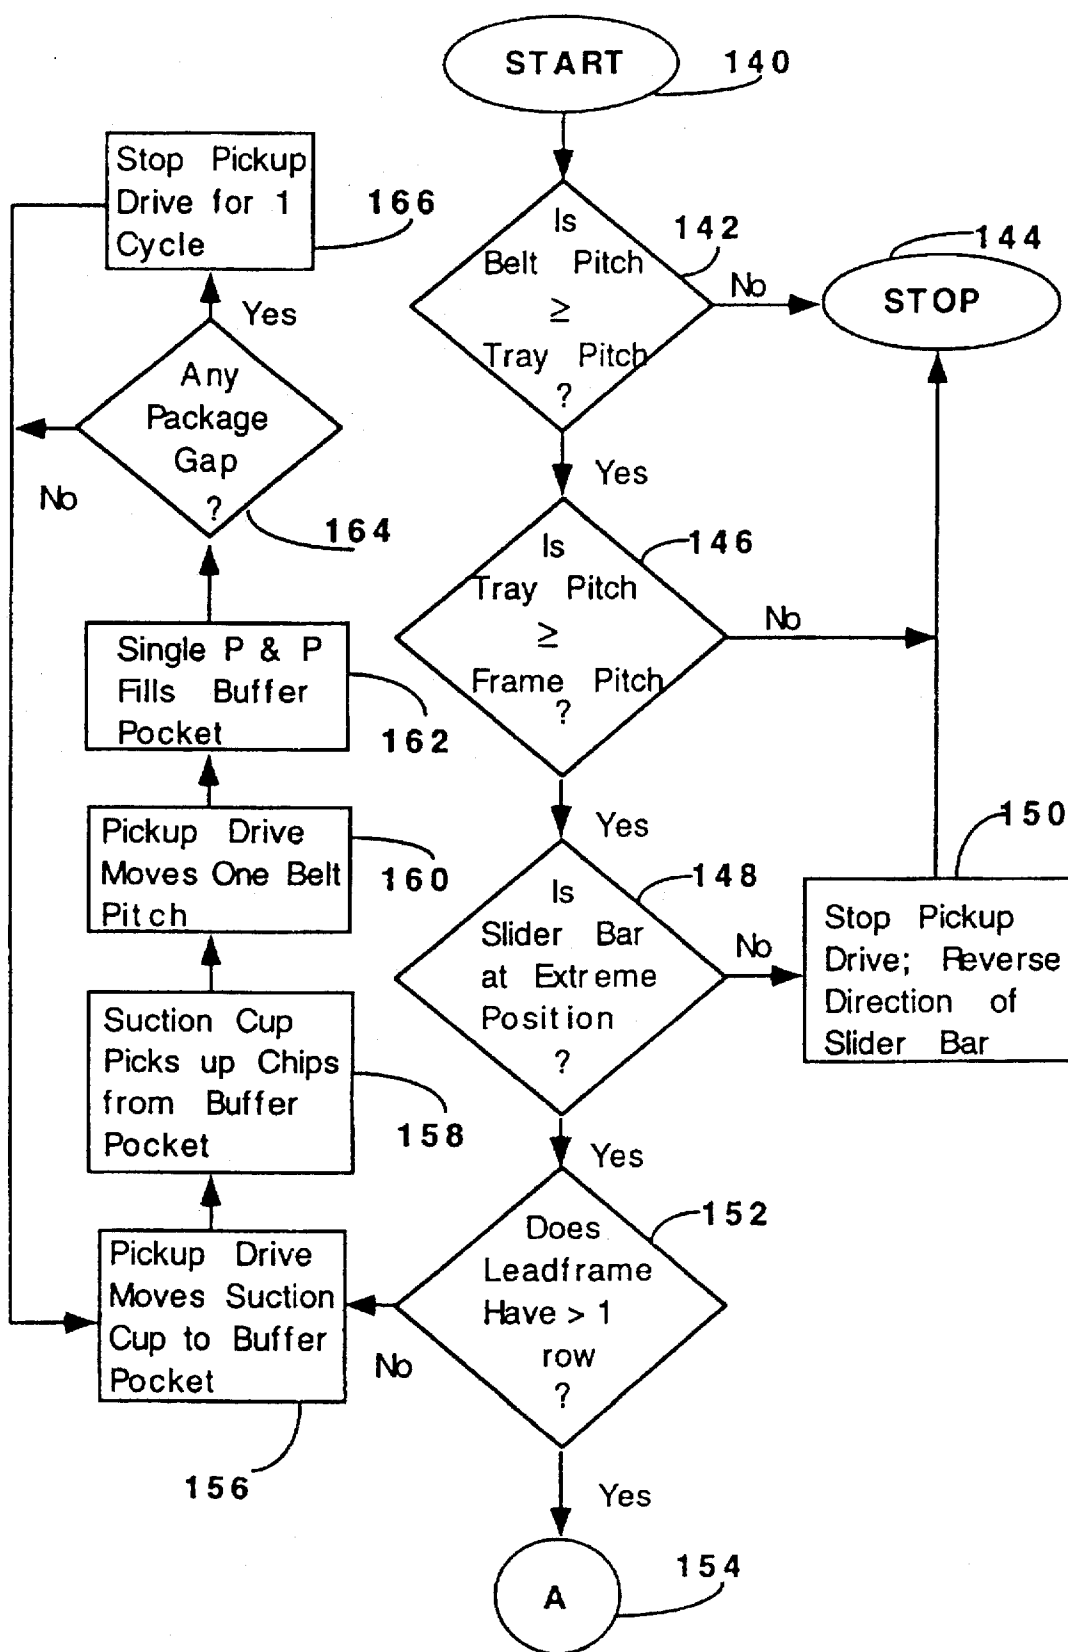 START
140
Is
Belt Pitch
≥
Tray Pitch
?
142
No
STOP
144
Yes
Is
Tray Pitch
≥
Frame Pitch
?
146
No
Yes
Is
Slider Bar
at Extreme
Position
?
148
No
Stop Pickup
Drive; Reverse
Direction of
Slider Bar
150
Yes
Does
Leadframe
Have > 1
row
?
152
No
Yes
A
154
Pickup Drive
Moves Suction
Cup to Buffer
Pocket
156
Suction Cup
Picks up Chips
from Buffer
Pocket
158
Pickup Drive
Moves One Belt
Pitch
160
Single P & P
Fills Buffer
Pocket
162
Any
Package
Gap
?
164
No
Yes
Stop Pickup
Drive for 1
Cycle
166